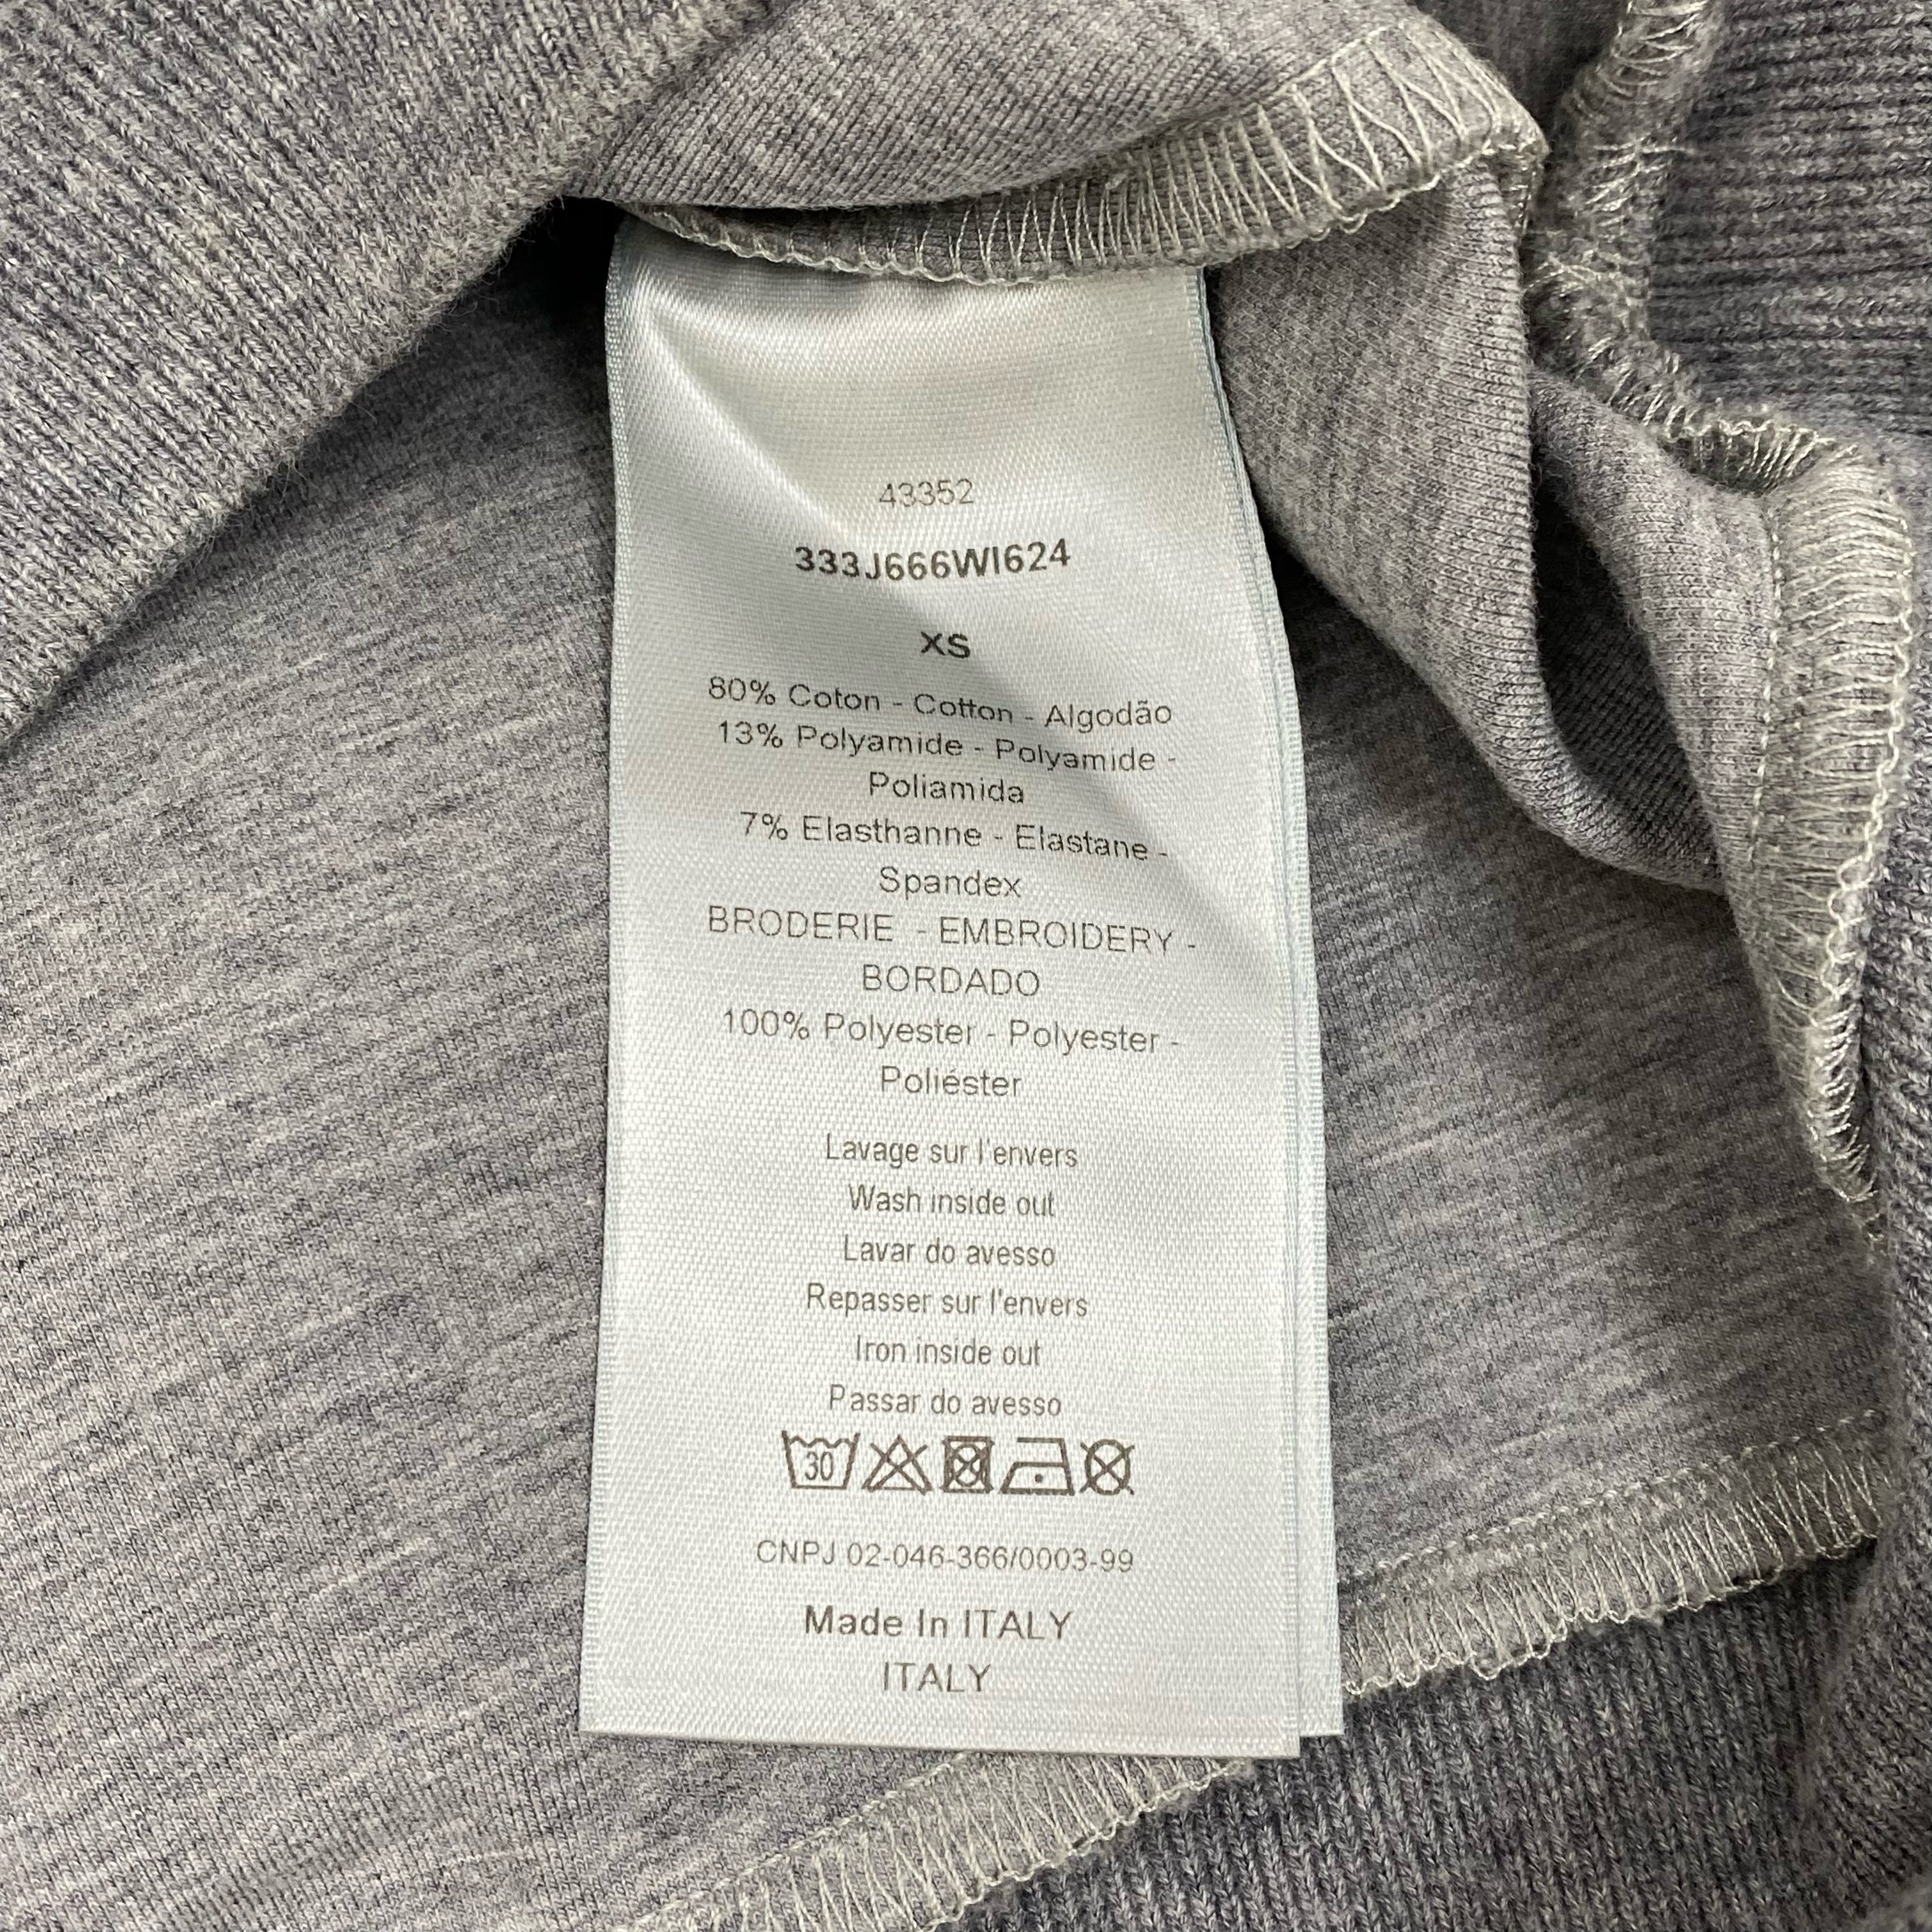 43352
333J666WI624
XS
80% Coton - Cotton - Algodão
13% Polyamide - Polyamide -
Poliamida
7% Elasthanne - Elastane -
Spandex
BRODERIE - EMBROIDERY -
BORDADO
100% Polyester - Polyester -
Poliéster
Lavage sur l'envers
Wash inside out
Lavar do avesso
Repasser sur l'envers
Iron inside out
Passar do avesso
30
CNPJ 02-046-366/0003-99
Made In ITALY
ITALY